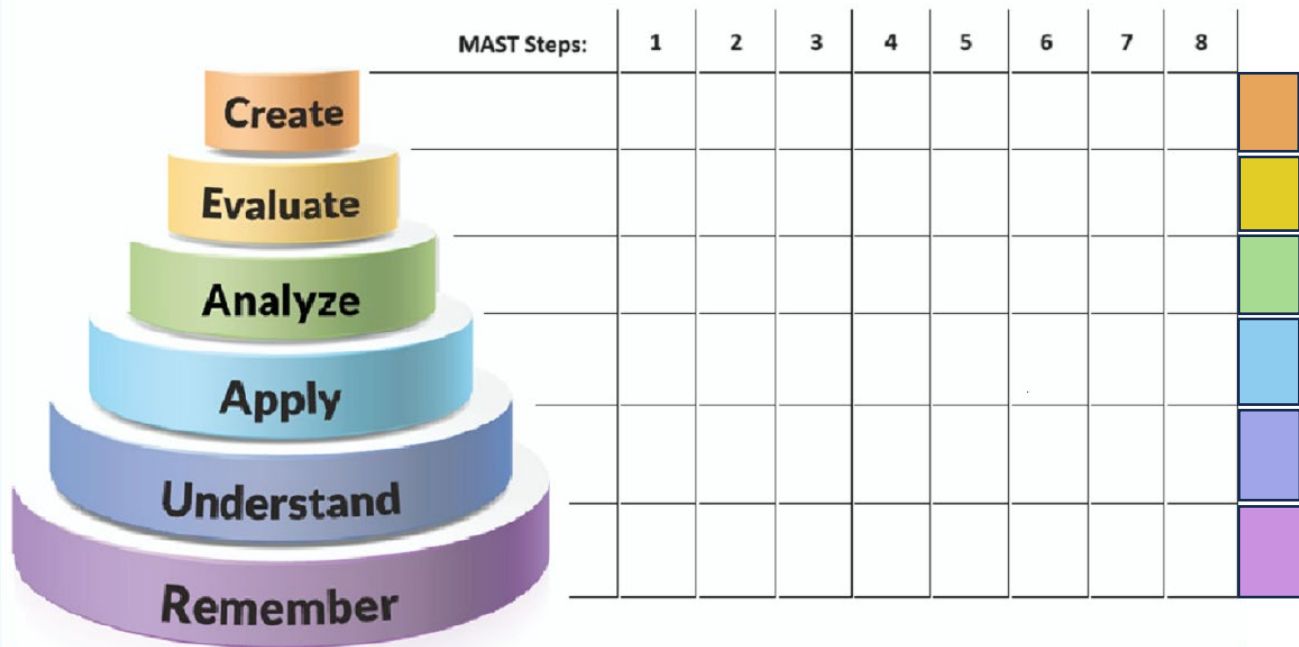 MAST Steps: 1 2 3 4 5 6 7 8
Create
Evaluate
Analyze
Apply
Understand
Remember